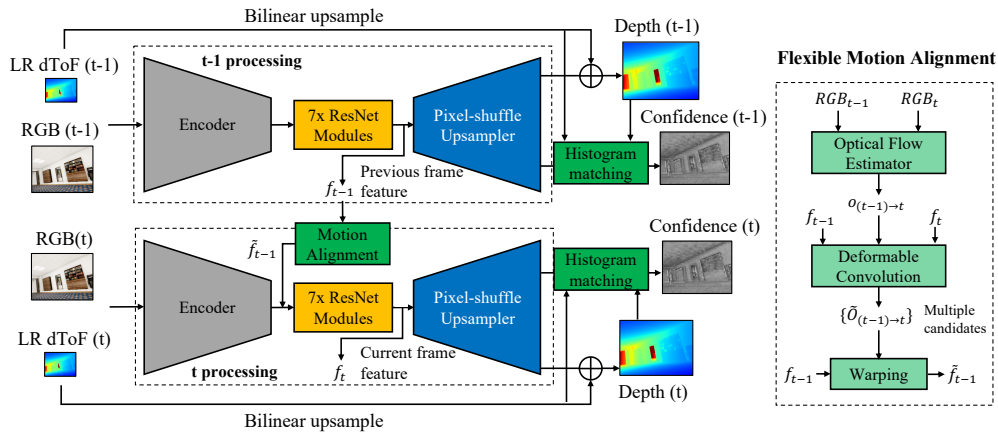 Bilinear upsample
Depth (t-1)
LR dToF (t-1)
t-1 processing
Flexible Motion Alignment
RGB (t-1)
Encoder
7x ResNet
Modules
Pixel-shuffle
Upsampler
Confidence (t-1)
Histogram
matching
Previous frame
feature
f_{t-1}
RGB_{t-1}
RGB_t
Optical Flow
Estimator
o_{(t-1)→t}
f_{t-1}
f_t
Deformable
Convolution
{Õ_{(t-1)→t}}
Multiple
candidates
f_{t-1}
Warping
f̃_{t-1}
RGB(t)
f̃_{t-1}
Motion
Alignment
Confidence (t)
Histogram
matching
Encoder
7x ResNet
Modules
Pixel-shuffle
Upsampler
LR dToF (t)
t processing
f_t
Current frame
feature
Depth (t)
Bilinear upsample